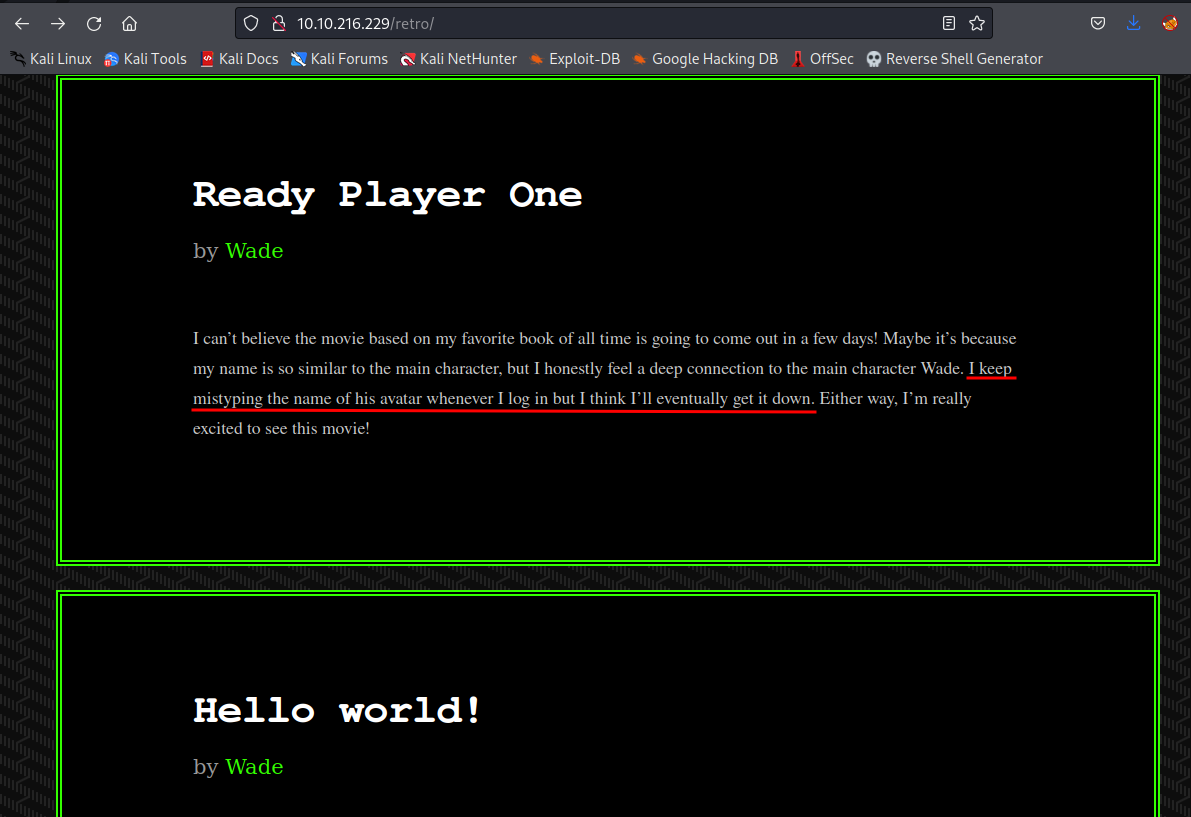 10.10.216.229/retro/
Kali Linux Kali Tools Kali Docs Kali Forums Kali NetHunter Exploit-DB Google Hacking DB OffSec Reverse Shell Generator
Ready Player One
by Wade
I can’t believe the movie based on my favorite book of all time is going to come out in a few days! Maybe it’s because
my name is so similar to the main character, but I honestly feel a deep connection to the main character Wade. I keep
mistyping the name of his avatar whenever I log in but I think I’ll eventually get it down. Either way, I’m really
excited to see this movie!
Hello world!
by Wade